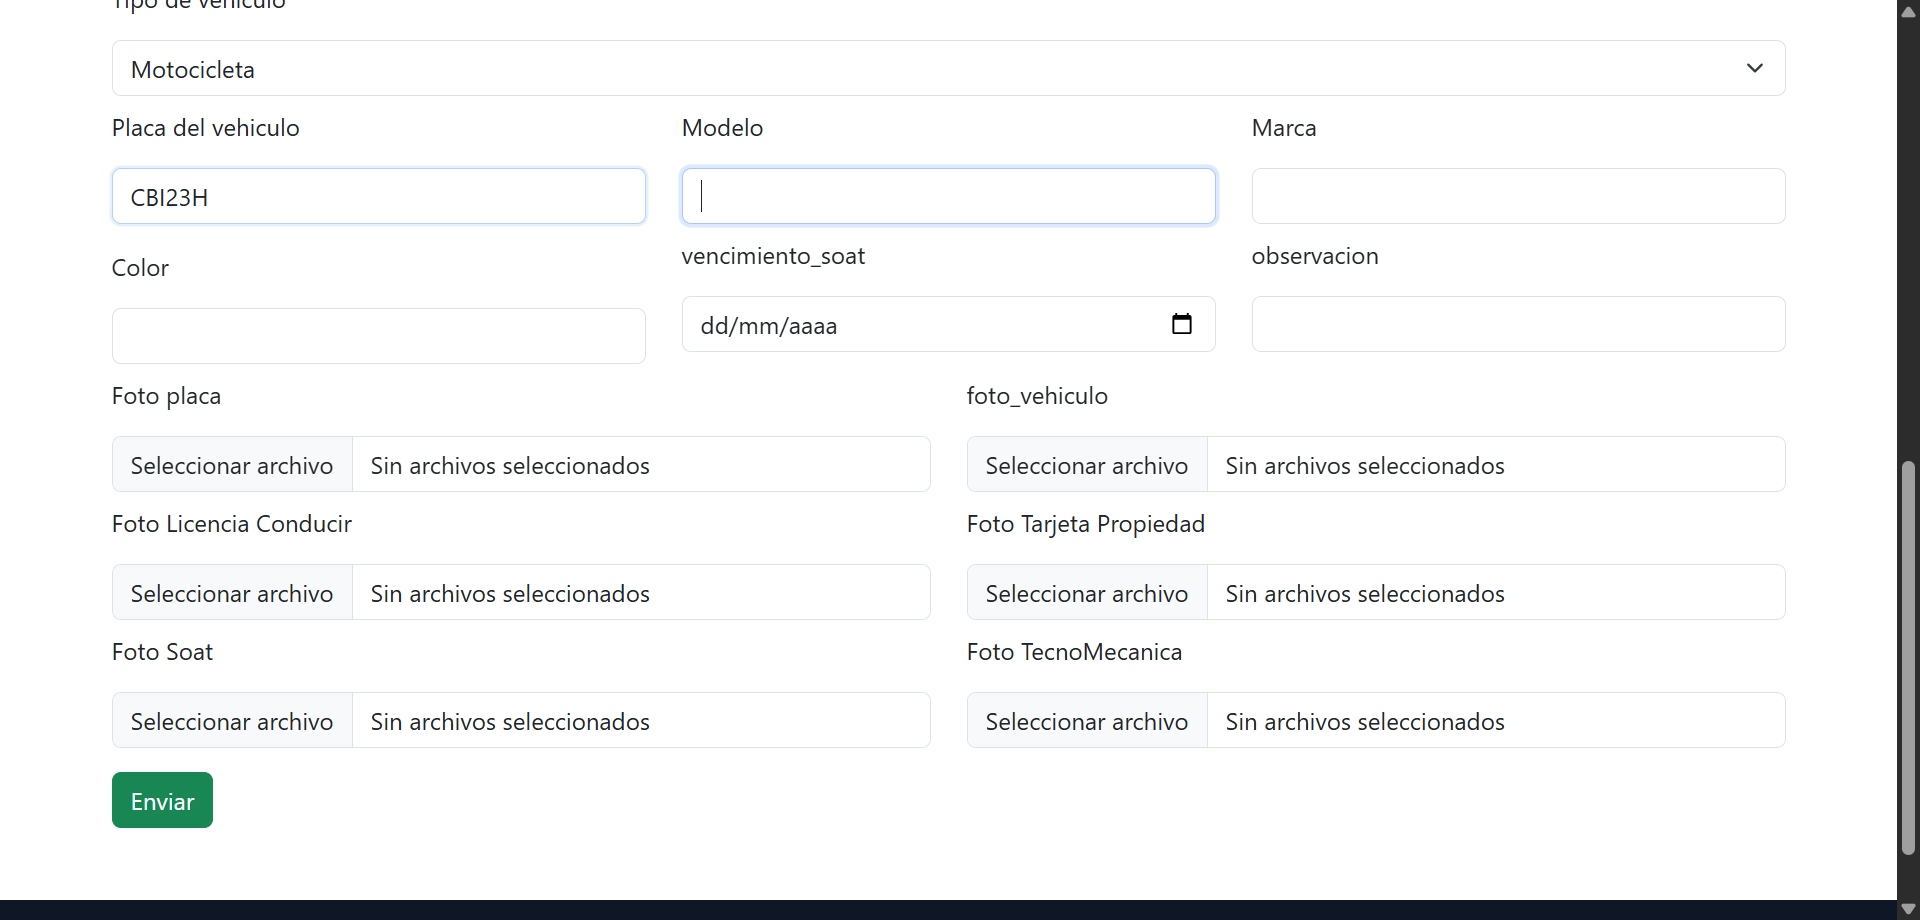 Tipo de vehiculo
Motocicleta
Placa del vehiculo
Modelo
Marca
CBI23H
Color
vencimiento_soat
observacion
dd/mm/aaaa
Foto placa
foto_vehiculo
Seleccionar archivo Sin archivos seleccionados
Seleccionar archivo Sin archivos seleccionados
Foto Licencia Conducir
Foto Tarjeta Propiedad
Seleccionar archivo Sin archivos seleccionados
Seleccionar archivo Sin archivos seleccionados
Foto Soat
Foto TecnoMecanica
Seleccionar archivo Sin archivos seleccionados
Seleccionar archivo Sin archivos seleccionados
Enviar